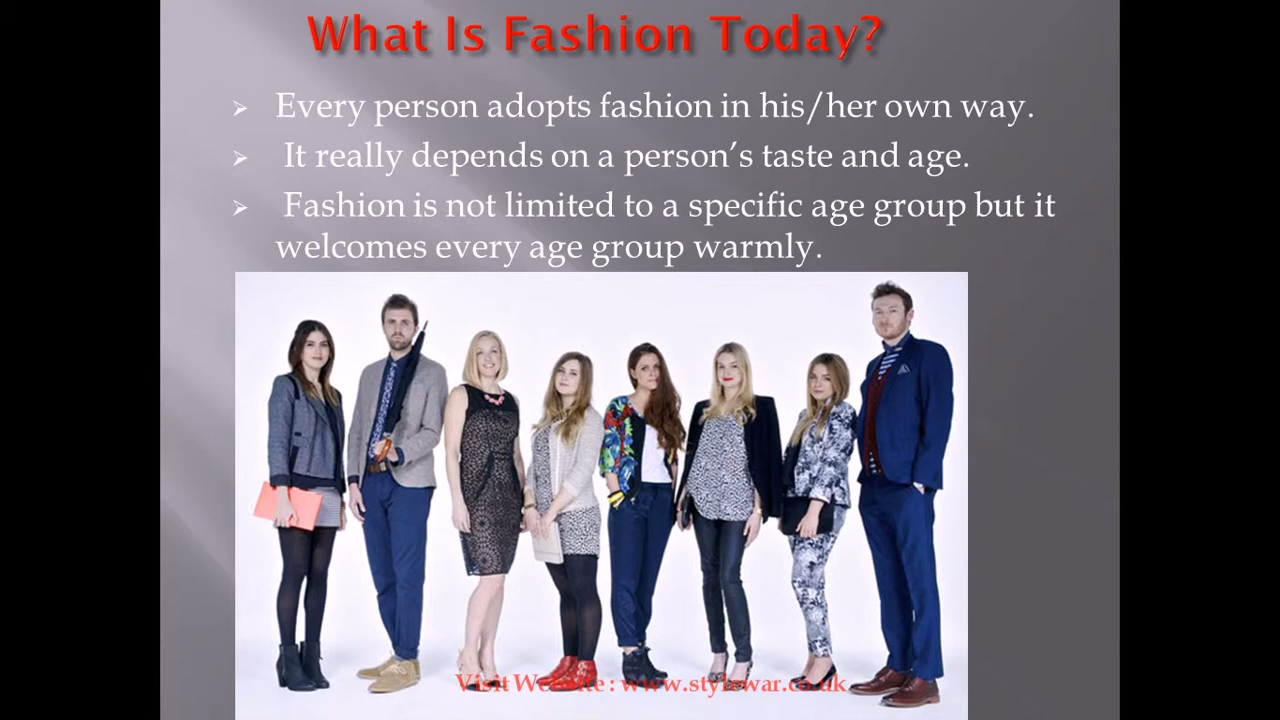 What Is Fashion Today?
Every person adopts fashion in his/her own way.
It really depends on a person’s taste and age.
Fashion is not limited to a specific age group but it
welcomes every age group warmly.
Visit Website : www.stylewar.co.uk